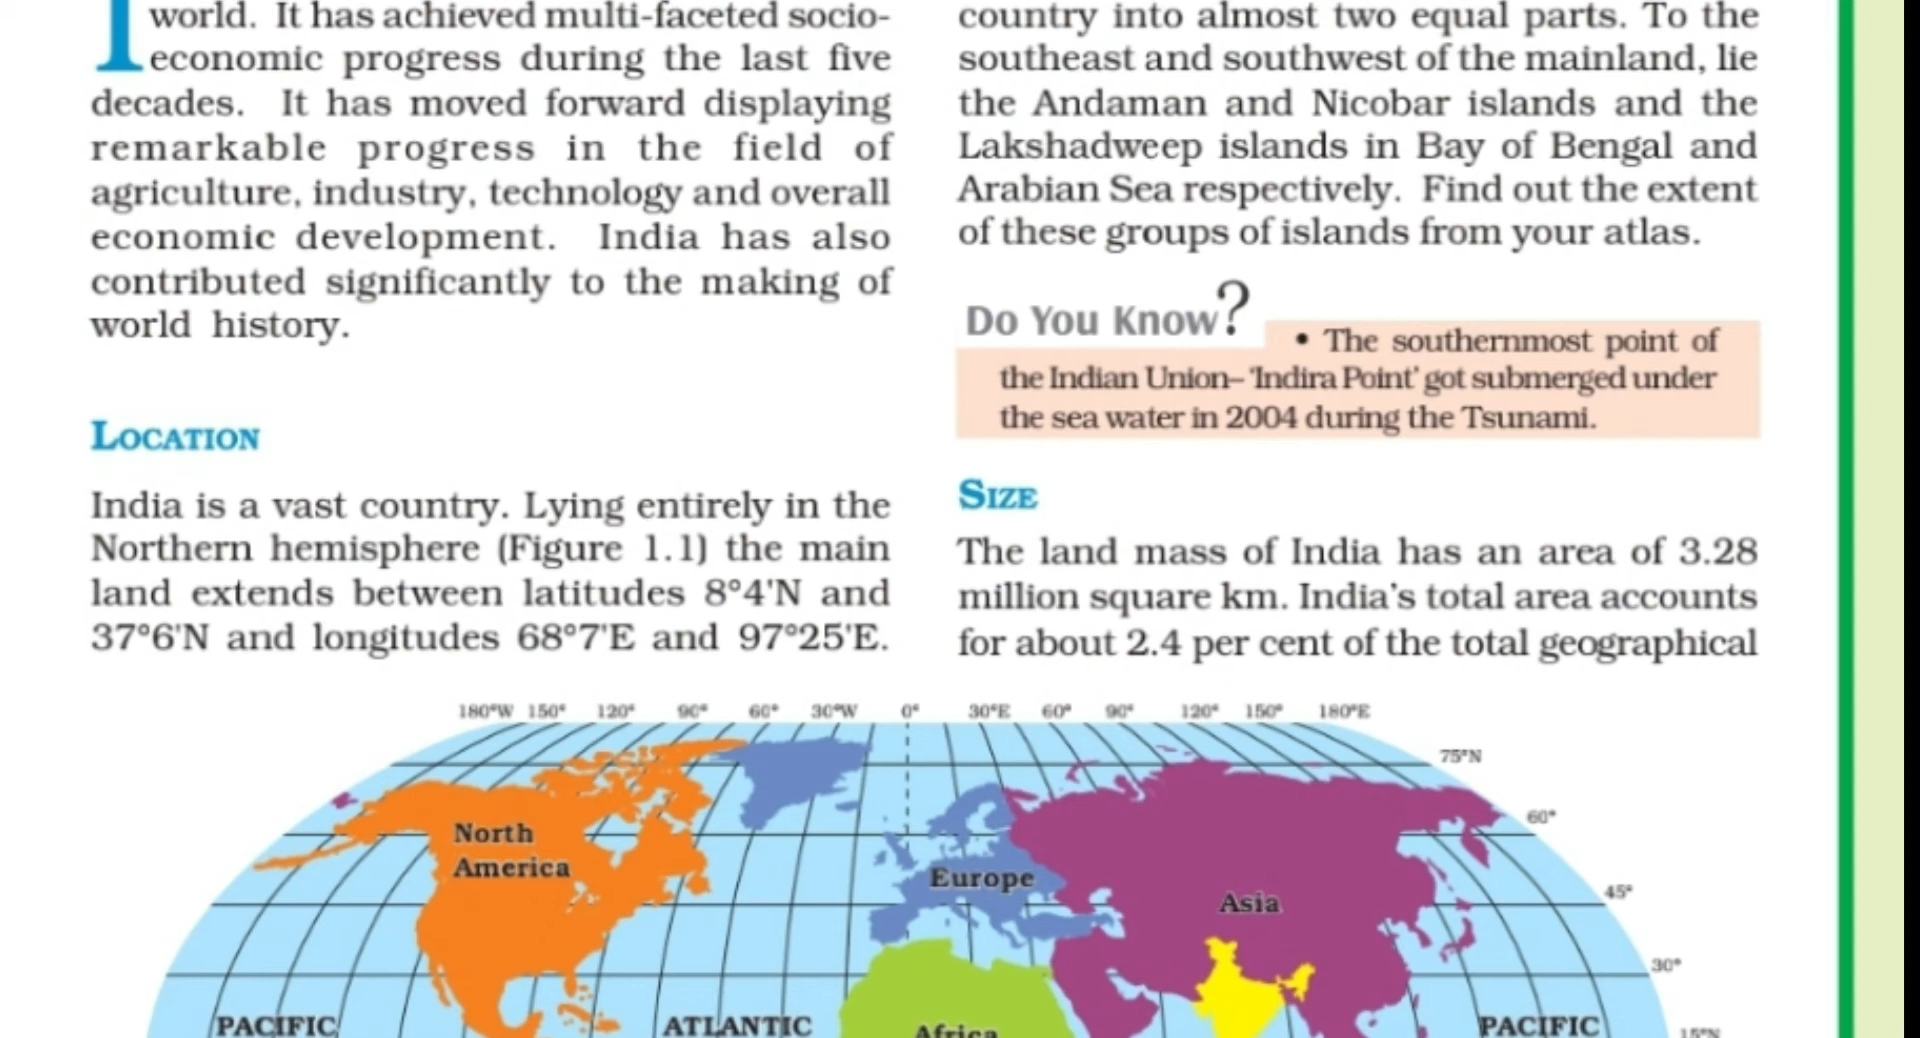 world. It has achieved multi-faceted socio-
I economic progress during the last five
decades. It has moved forward displaying
remarkable progress in the field of
agriculture, industry, technology and overall
economic development. India has also
contributed significantly to the making of
world history.
LOCATION
India is a vast country. Lying entirely in the
Northern hemisphere (Figure 1.1) the main
land extends between latitudes 8°4'N and
37°6'N and longitudes 68°7'E and 97°25'E.
country into almost two equal parts. To the
southeast and southwest of the mainland, lie
the Andaman and Nicobar islands and the
Lakshadweep islands in Bay of Bengal and
Arabian Sea respectively. Find out the extent
of these groups of islands from your atlas.
Do You Know?
• The southernmost point of
the Indian Union– 'Indira Point' got submerged under
the sea water in 2004 during the Tsunami.
SIZE
The land mass of India has an area of 3.28
million square km. India's total area accounts
for about 2.4 per cent of the total geographical
180°W 150° 120° 90° 60° 30°W 0° 30°E 60° 90° 120° 150° 180°E
75°N
60°
North
America
Europe
45°
Asia
30°
PACIFIC ATLANTIC Africa PACIFIC 15°N